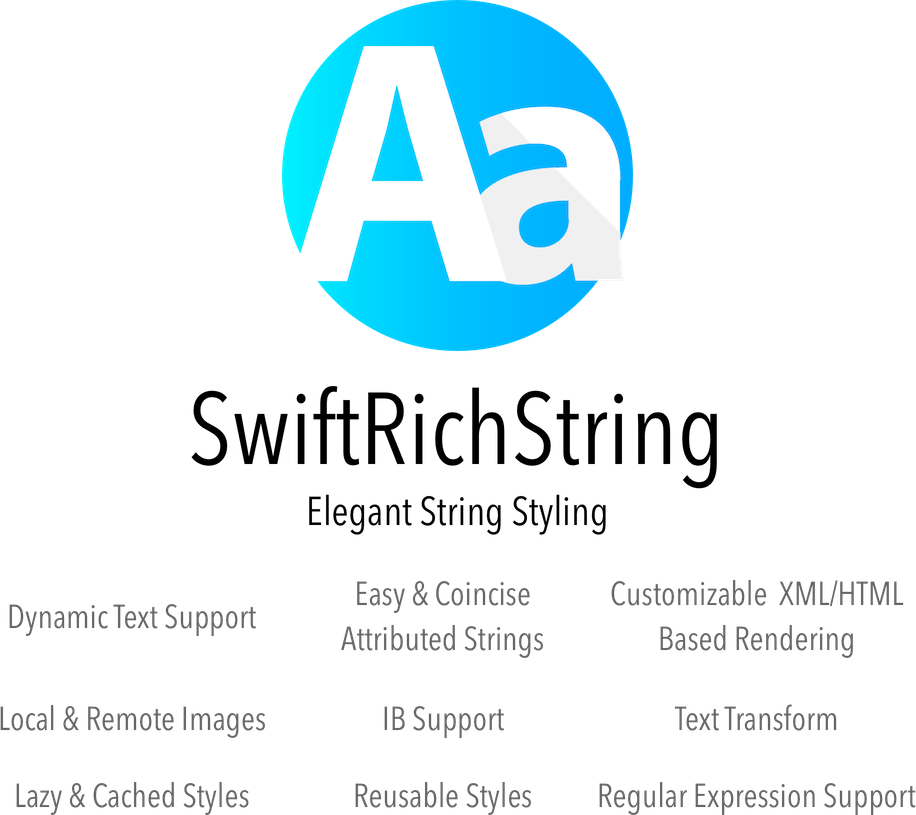 Aa
SwiftRichString
Elegant String Styling
Dynamic Text Support
Easy & Coincise
Attributed Strings
Customizable XML/HTML
Based Rendering
Local & Remote Images
IB Support
Text Transform
Lazy & Cached Styles
Reusable Styles
Regular Expression Support